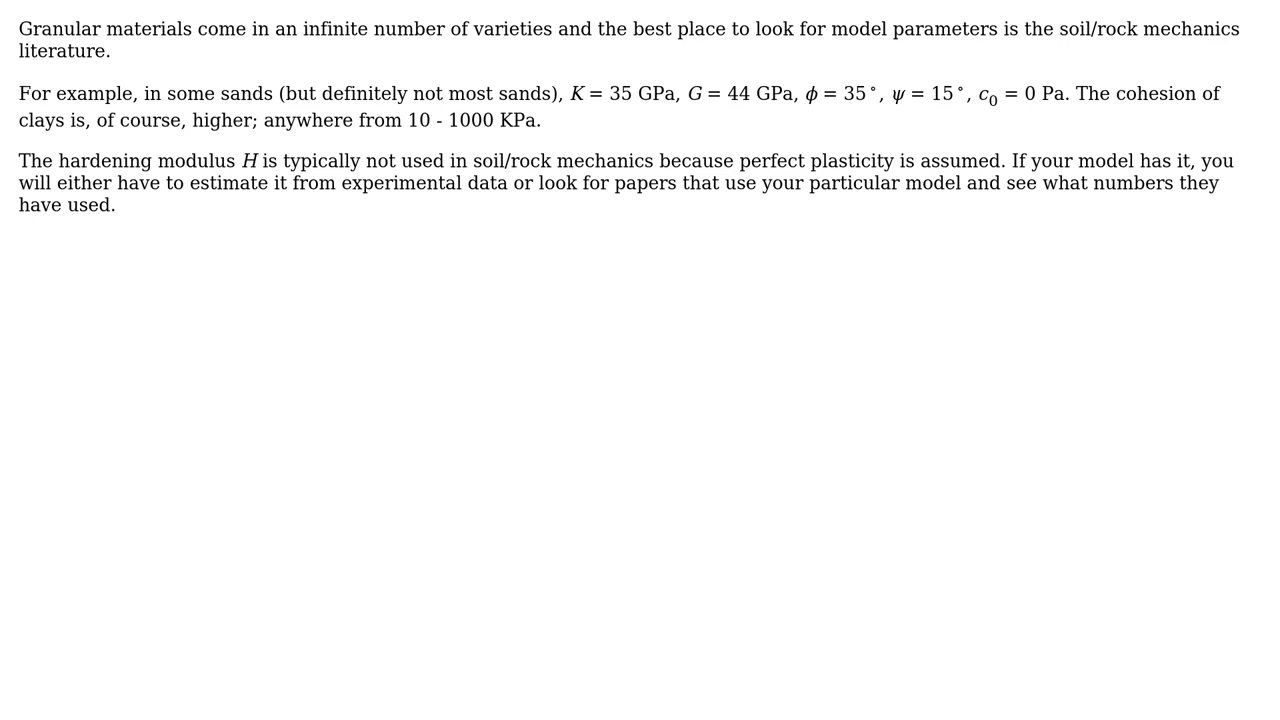 Granular materials come in an infinite number of varieties and the best place to look for model parameters is the soil/rock mechanics
literature.
For example, in some sands (but definitely not most sands), K = 35 GPa, G = 44 GPa, ϕ = 35∘, ψ = 15∘, c0 = 0 Pa. The cohesion of
clays is, of course, higher; anywhere from 10 - 1000 KPa.
The hardening modulus H is typically not used in soil/rock mechanics because perfect plasticity is assumed. If your model has it, you
will either have to estimate it from experimental data or look for papers that use your particular model and see what numbers they
have used.